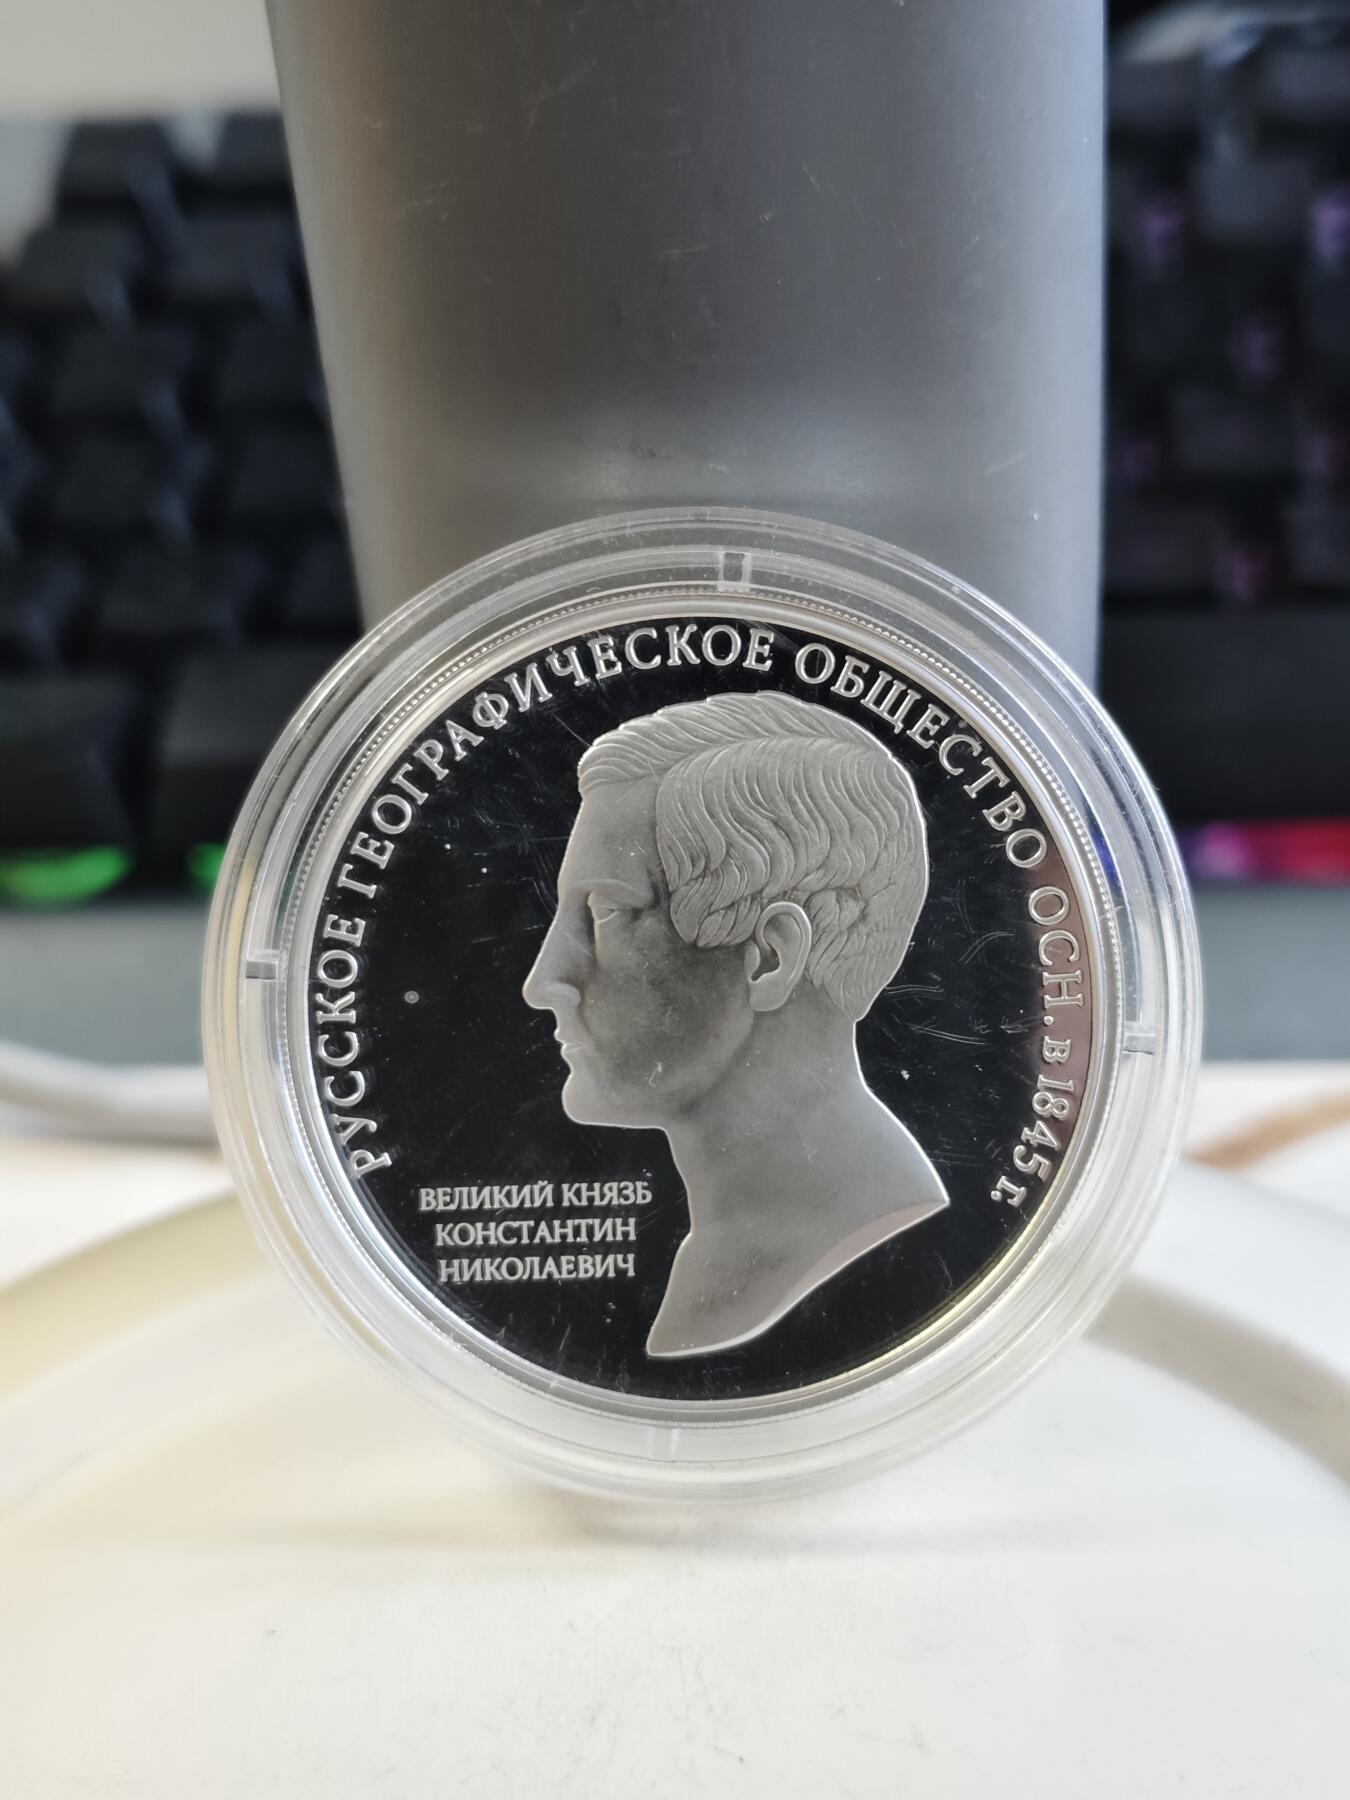 РУССКОЕ ГЕОГРАФИЧЕСКОЕ ОБЩЕСТВО ОСН. В 1845 Г.
ВЕЛИКИЙ КНЯЗЬ
КОНСТАНТИН
НИКОЛАЕВИЧ